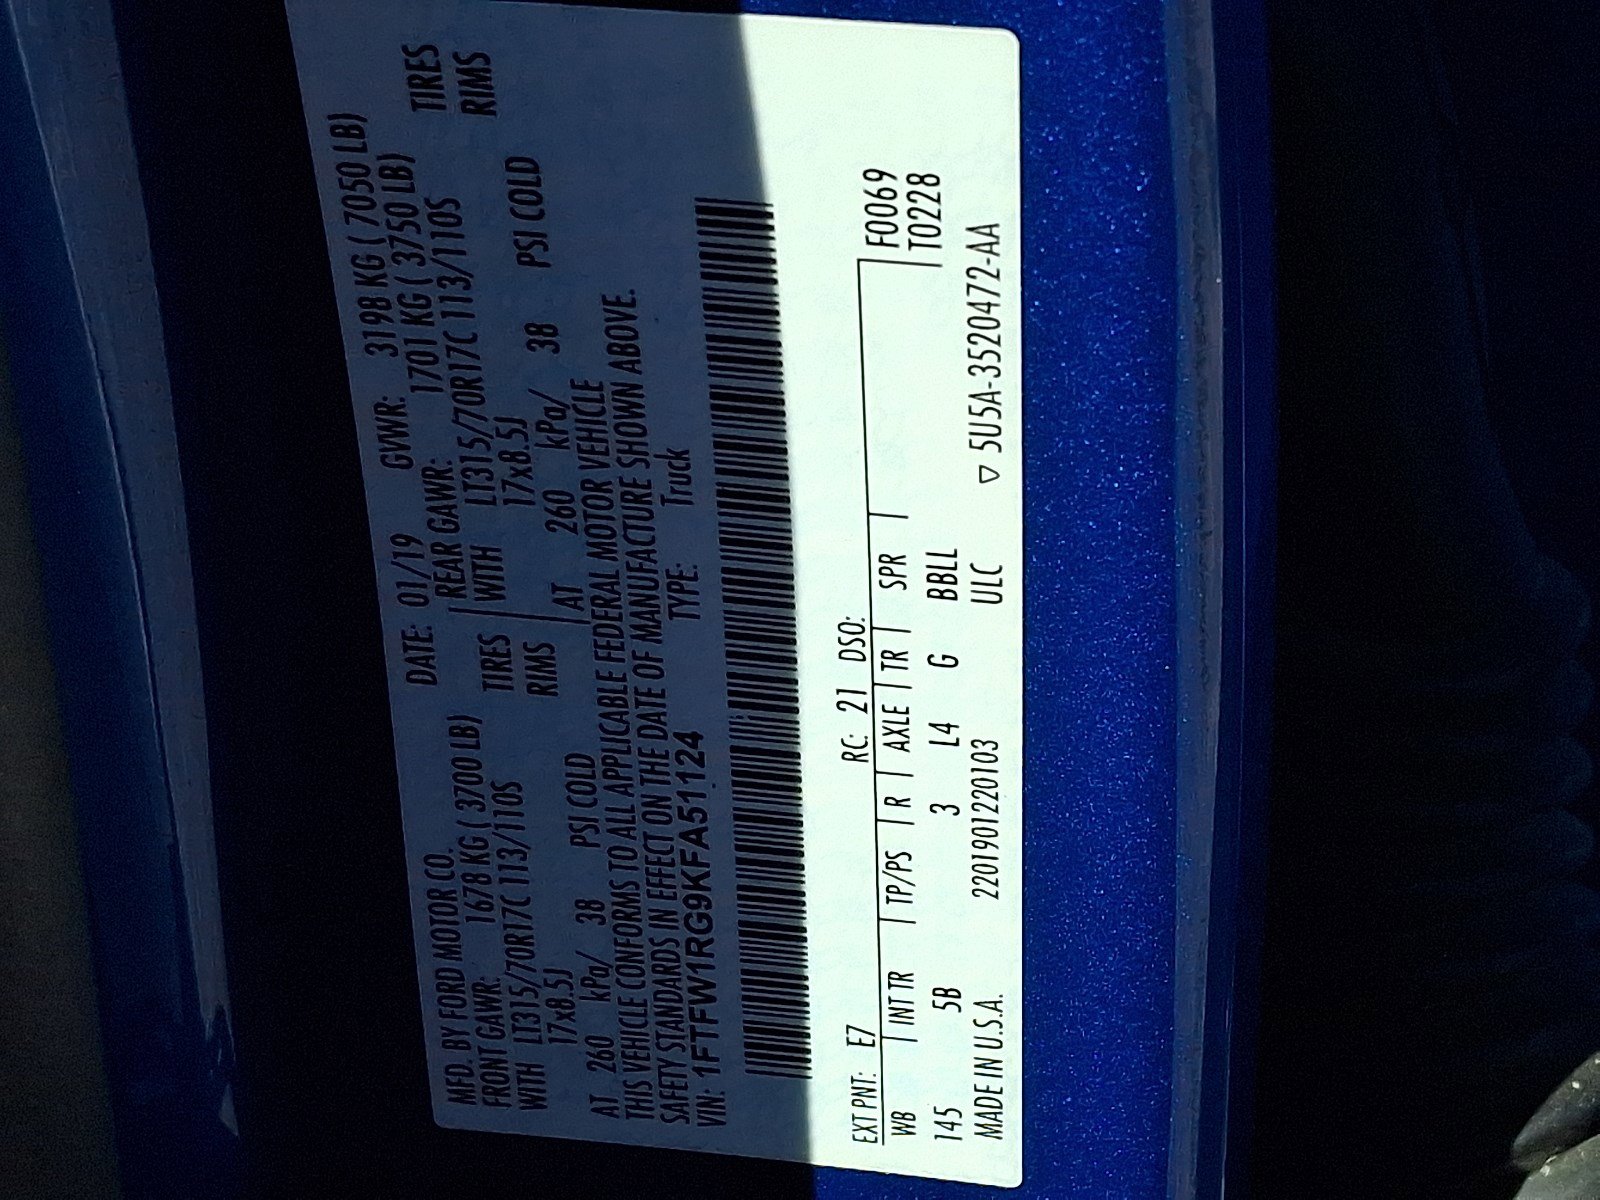 MFD. BY FORD MOTOR CO. DATE: 01/19 GVWR: 3198 KG ( 7050 LB)
FRONT GAWR: 1678 KG ( 3700 LB) REAR GAWR: 1701 KG ( 3750 LB)
WITH LT315/70R17C 113/110S TIRES WITH LT315/70R17C 113/110S TIRES
17x8.5J RIMS 17x8.5J RIMS
AT 260 kPa/ 38 PSI COLD AT 260 kPa/ 38 PSI COLD
THIS VEHICLE CONFORMS TO ALL APPLICABLE FEDERAL MOTOR VEHICLE
SAFETY STANDARDS IN EFFECT ON THE DATE OF MANUFACTURE SHOWN ABOVE.
VIN: 1FTFW1RG9KFA51124 TYPE: Truck
EXT PNT: E7 RC: 21 DSO:
WB INT TR TP/PS R AXLE TR SPR F0069
145 5B 3 L4 G BBLL T0228
MADE IN U.S.A. 2201901220103 ULC ▽ 5U5A-3520472-AA